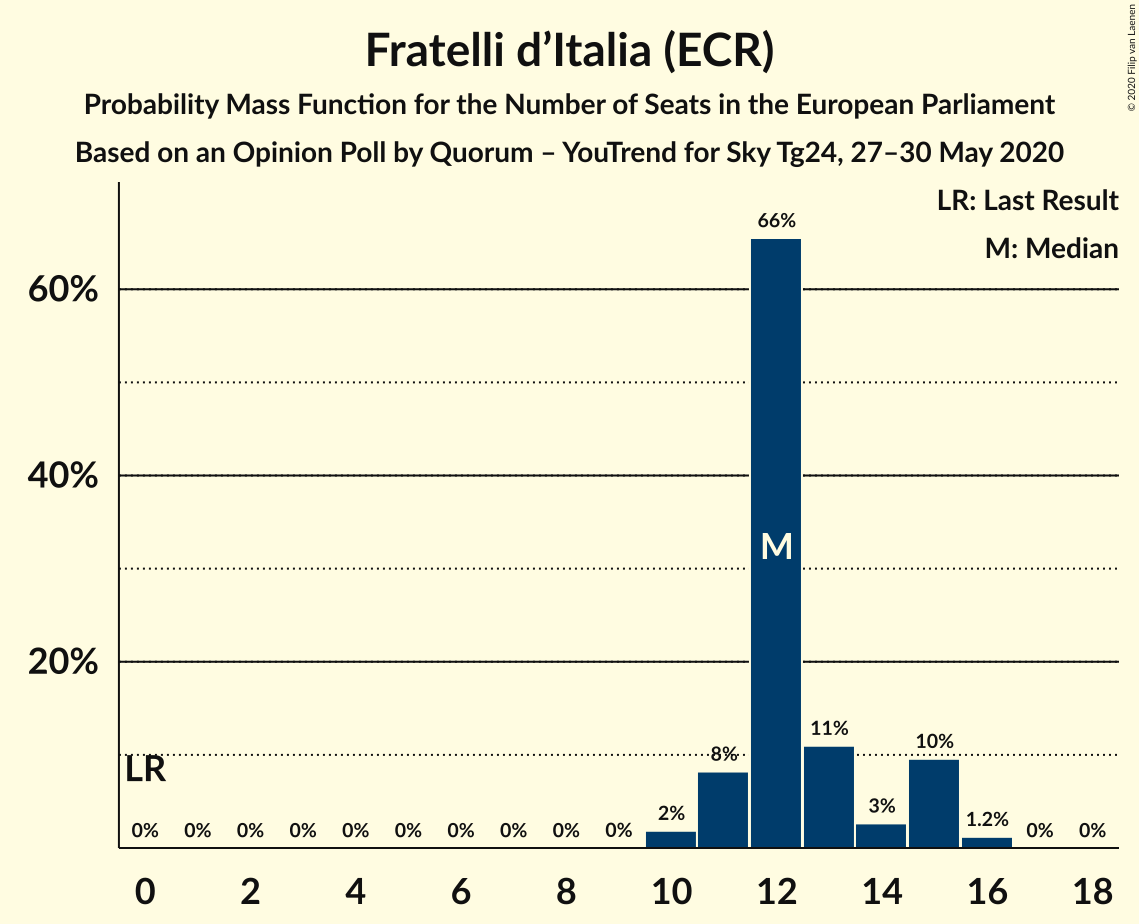 Fratelli d’Italia (ECR)
Probability Mass Function for the Number of Seats in the European Parliament
Based on an Opinion Poll by Quorum – YouTrend for Sky Tg24, 27–30 May 2020
© 2020 Filip van Laenen
LR: Last Result
M: Median
66%
60%
40%
M
20%
11%
10%
8%
LR
3%
2%
1.2%
0% 0% 0% 0% 0% 0% 0% 0% 0% 0% 0% 0%
0 2 4 6 8 10 12 14 16 18